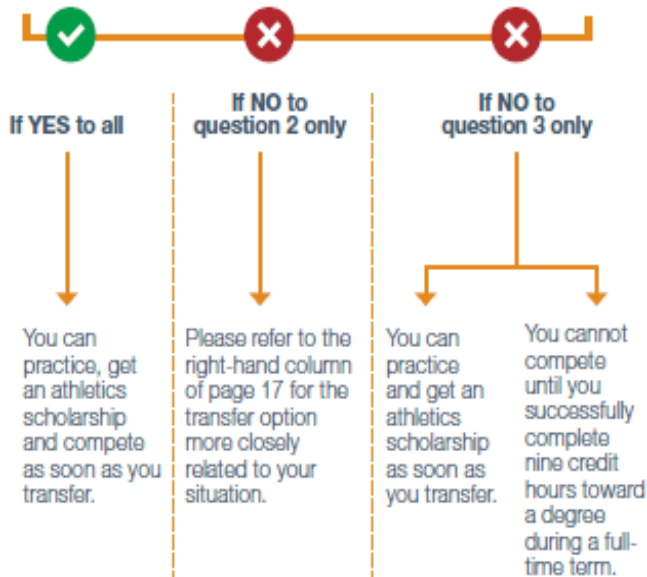 If YES to all
If NO to
question 2 only
If NO to
question 3 only
You can
practice, get
an athletics
scholarship
and compete
as soon as you
transfer.
Please refer to the
right-hand column
of page 17 for the
transfer option
more closely
related to your
situation.
You can
practice
and get an
athletics
scholarship
as soon as
you transfer.
You cannot
compete
until you
successfully
complete
nine credit
hours toward
a degree
during a full-
time term.